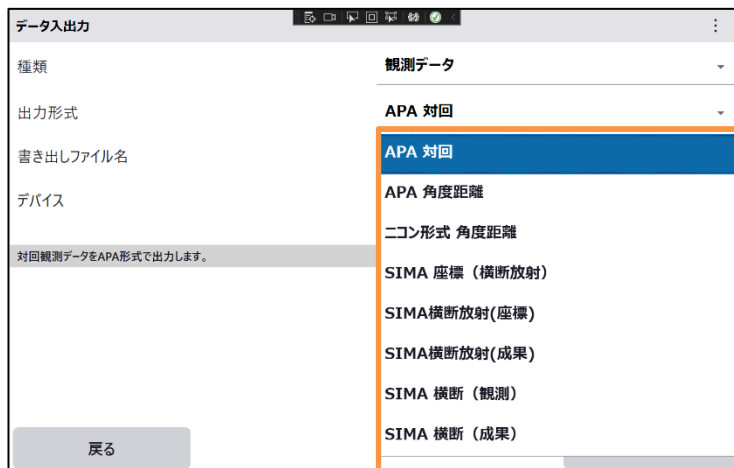 データ入出力
種類
観測データ
出力形式
APA 対回
書き出しファイル名
デバイス
対回観測データをAPA形式で出力します。
APA 対回
APA 角度距離
ニコン形式 角度距離
SIMA 座標（横断放射）
SIMA横断放射(座標)
SIMA横断放射(成果)
SIMA 横断（観測）
SIMA 横断（成果）
戻る